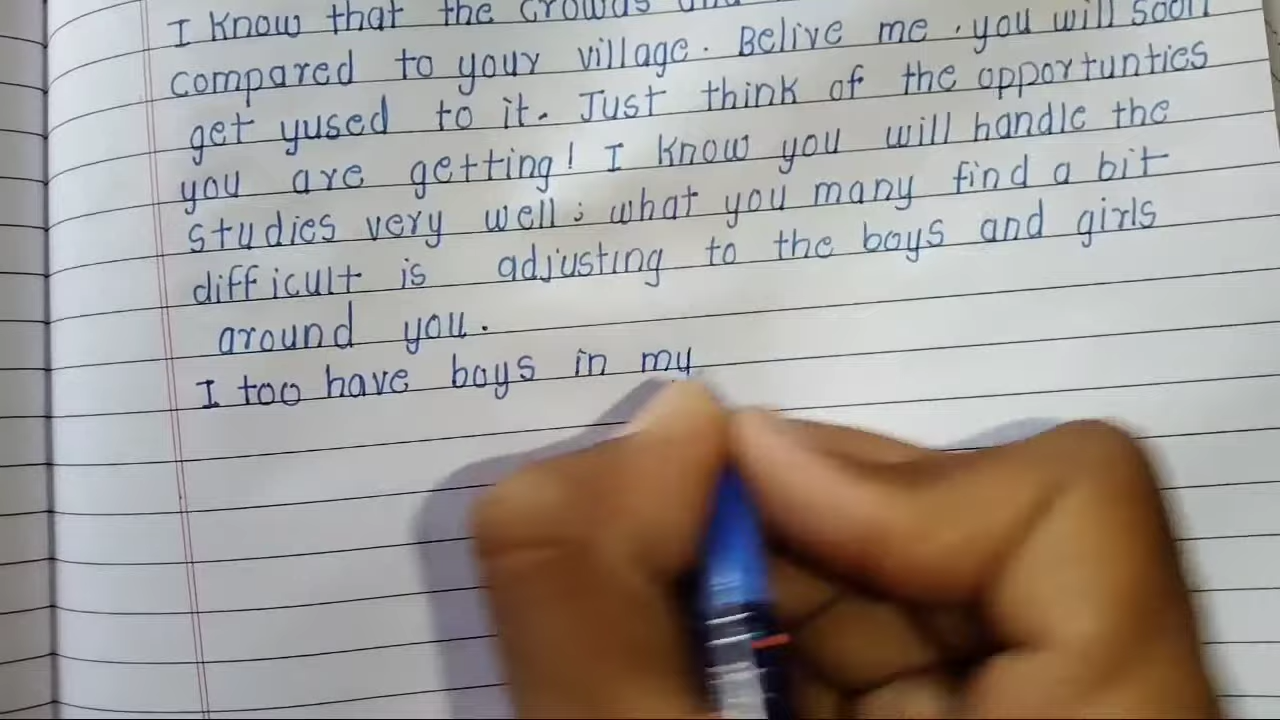 I know that the crowds
compared to your village. Belive me, you will soon
get yused to it. Just think of the opportunties
you are getting! I know you will handle the
studies very well; what you many find a bit
difficult is adjusting to the boys and girls
around you.
I too have boys in my